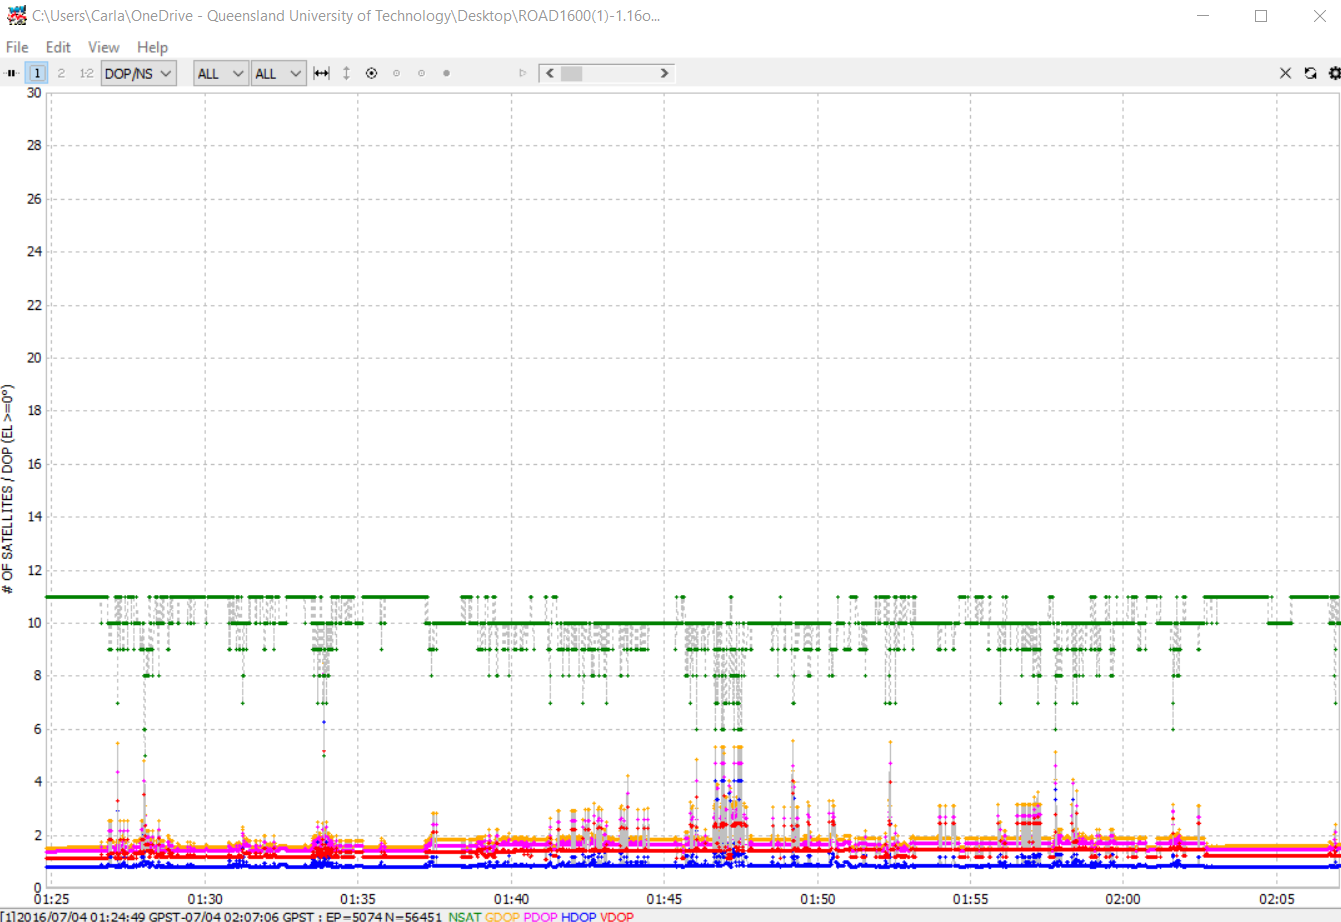 C:\Users\Carla\OneDrive - Queensland University of Technology\Desktop\ROAD1600(1)-1.16o...
File Edit View Help
1 2 1-2 DOP/NS ALL ALL
30
28
26
24
22
20
18
16
14
12
10
8
6
4
2
0
# OF SATELLITES / DOP (EL >=0°)
01:25 01:30 01:35 01:40 01:45 01:50 01:55 02:00 02:05
[1]2016/07/04 01:24:49 GPST-07/04 02:07:06 GPST : EP=5074 N=56451 NSAT GDOP PDOP HDOP VDOP